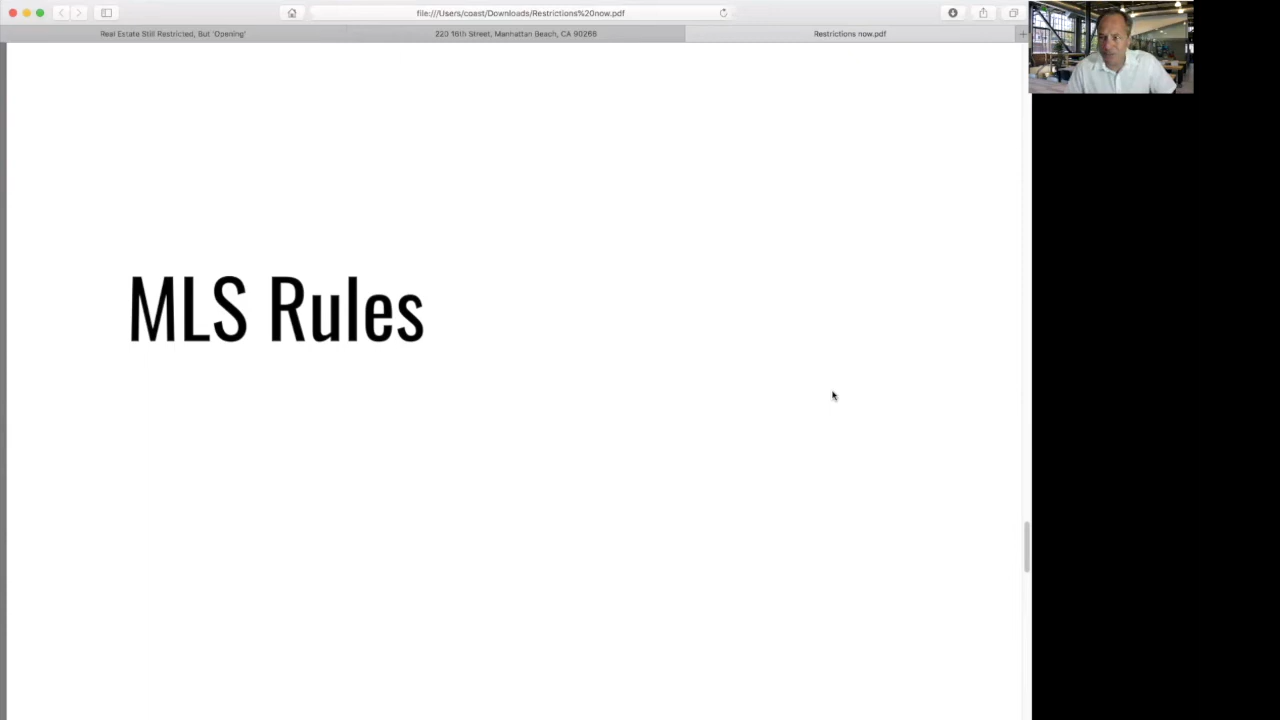 file:///Users/coast/Downloads/Restrictions%20now.pdf
Real Estate Still Restricted, But 'Opening'
220 16th Street, Manhattan Beach, CA 90266
Restrictions now.pdf
MLS Rules